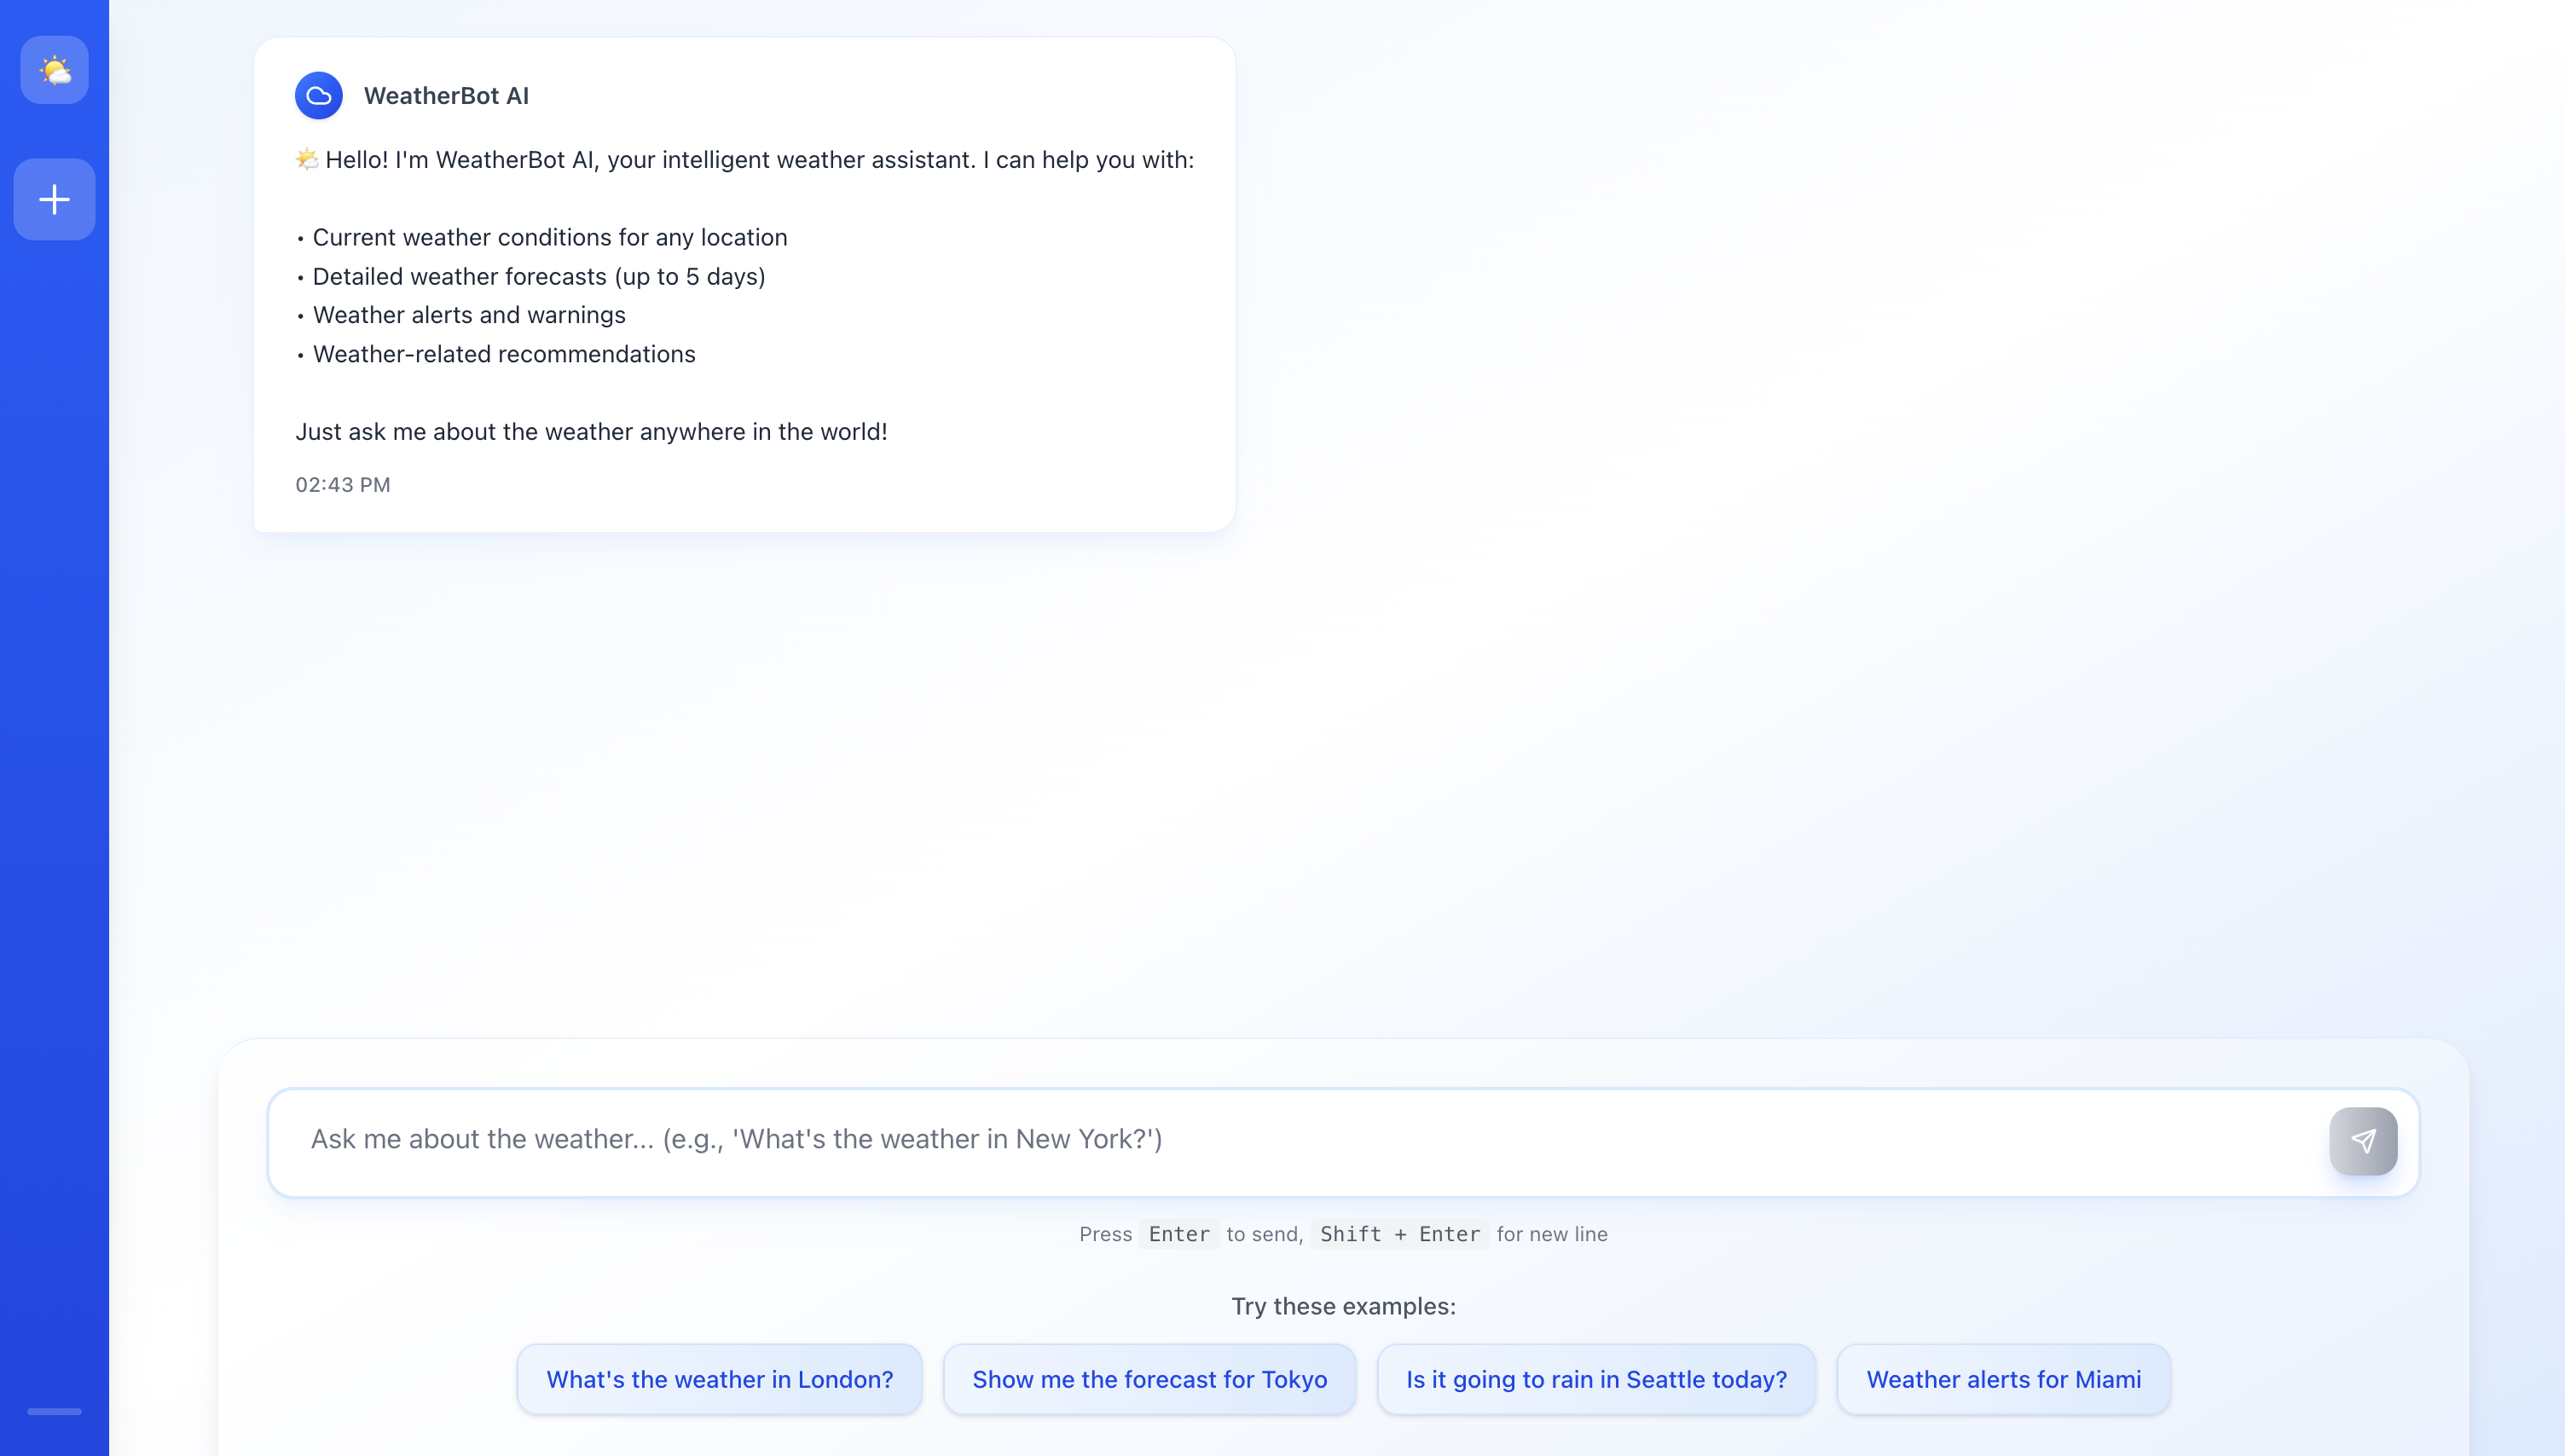 WeatherBot AI
🌤️ Hello! I'm WeatherBot AI, your intelligent weather assistant. I can help you with:
• Current weather conditions for any location
• Detailed weather forecasts (up to 5 days)
• Weather alerts and warnings
• Weather-related recommendations
Just ask me about the weather anywhere in the world!
02:43 PM
Ask me about the weather... (e.g., 'What's the weather in New York?')
Press Enter to send, Shift + Enter for new line
Try these examples:
What's the weather in London?
Show me the forecast for Tokyo
Is it going to rain in Seattle today?
Weather alerts for Miami